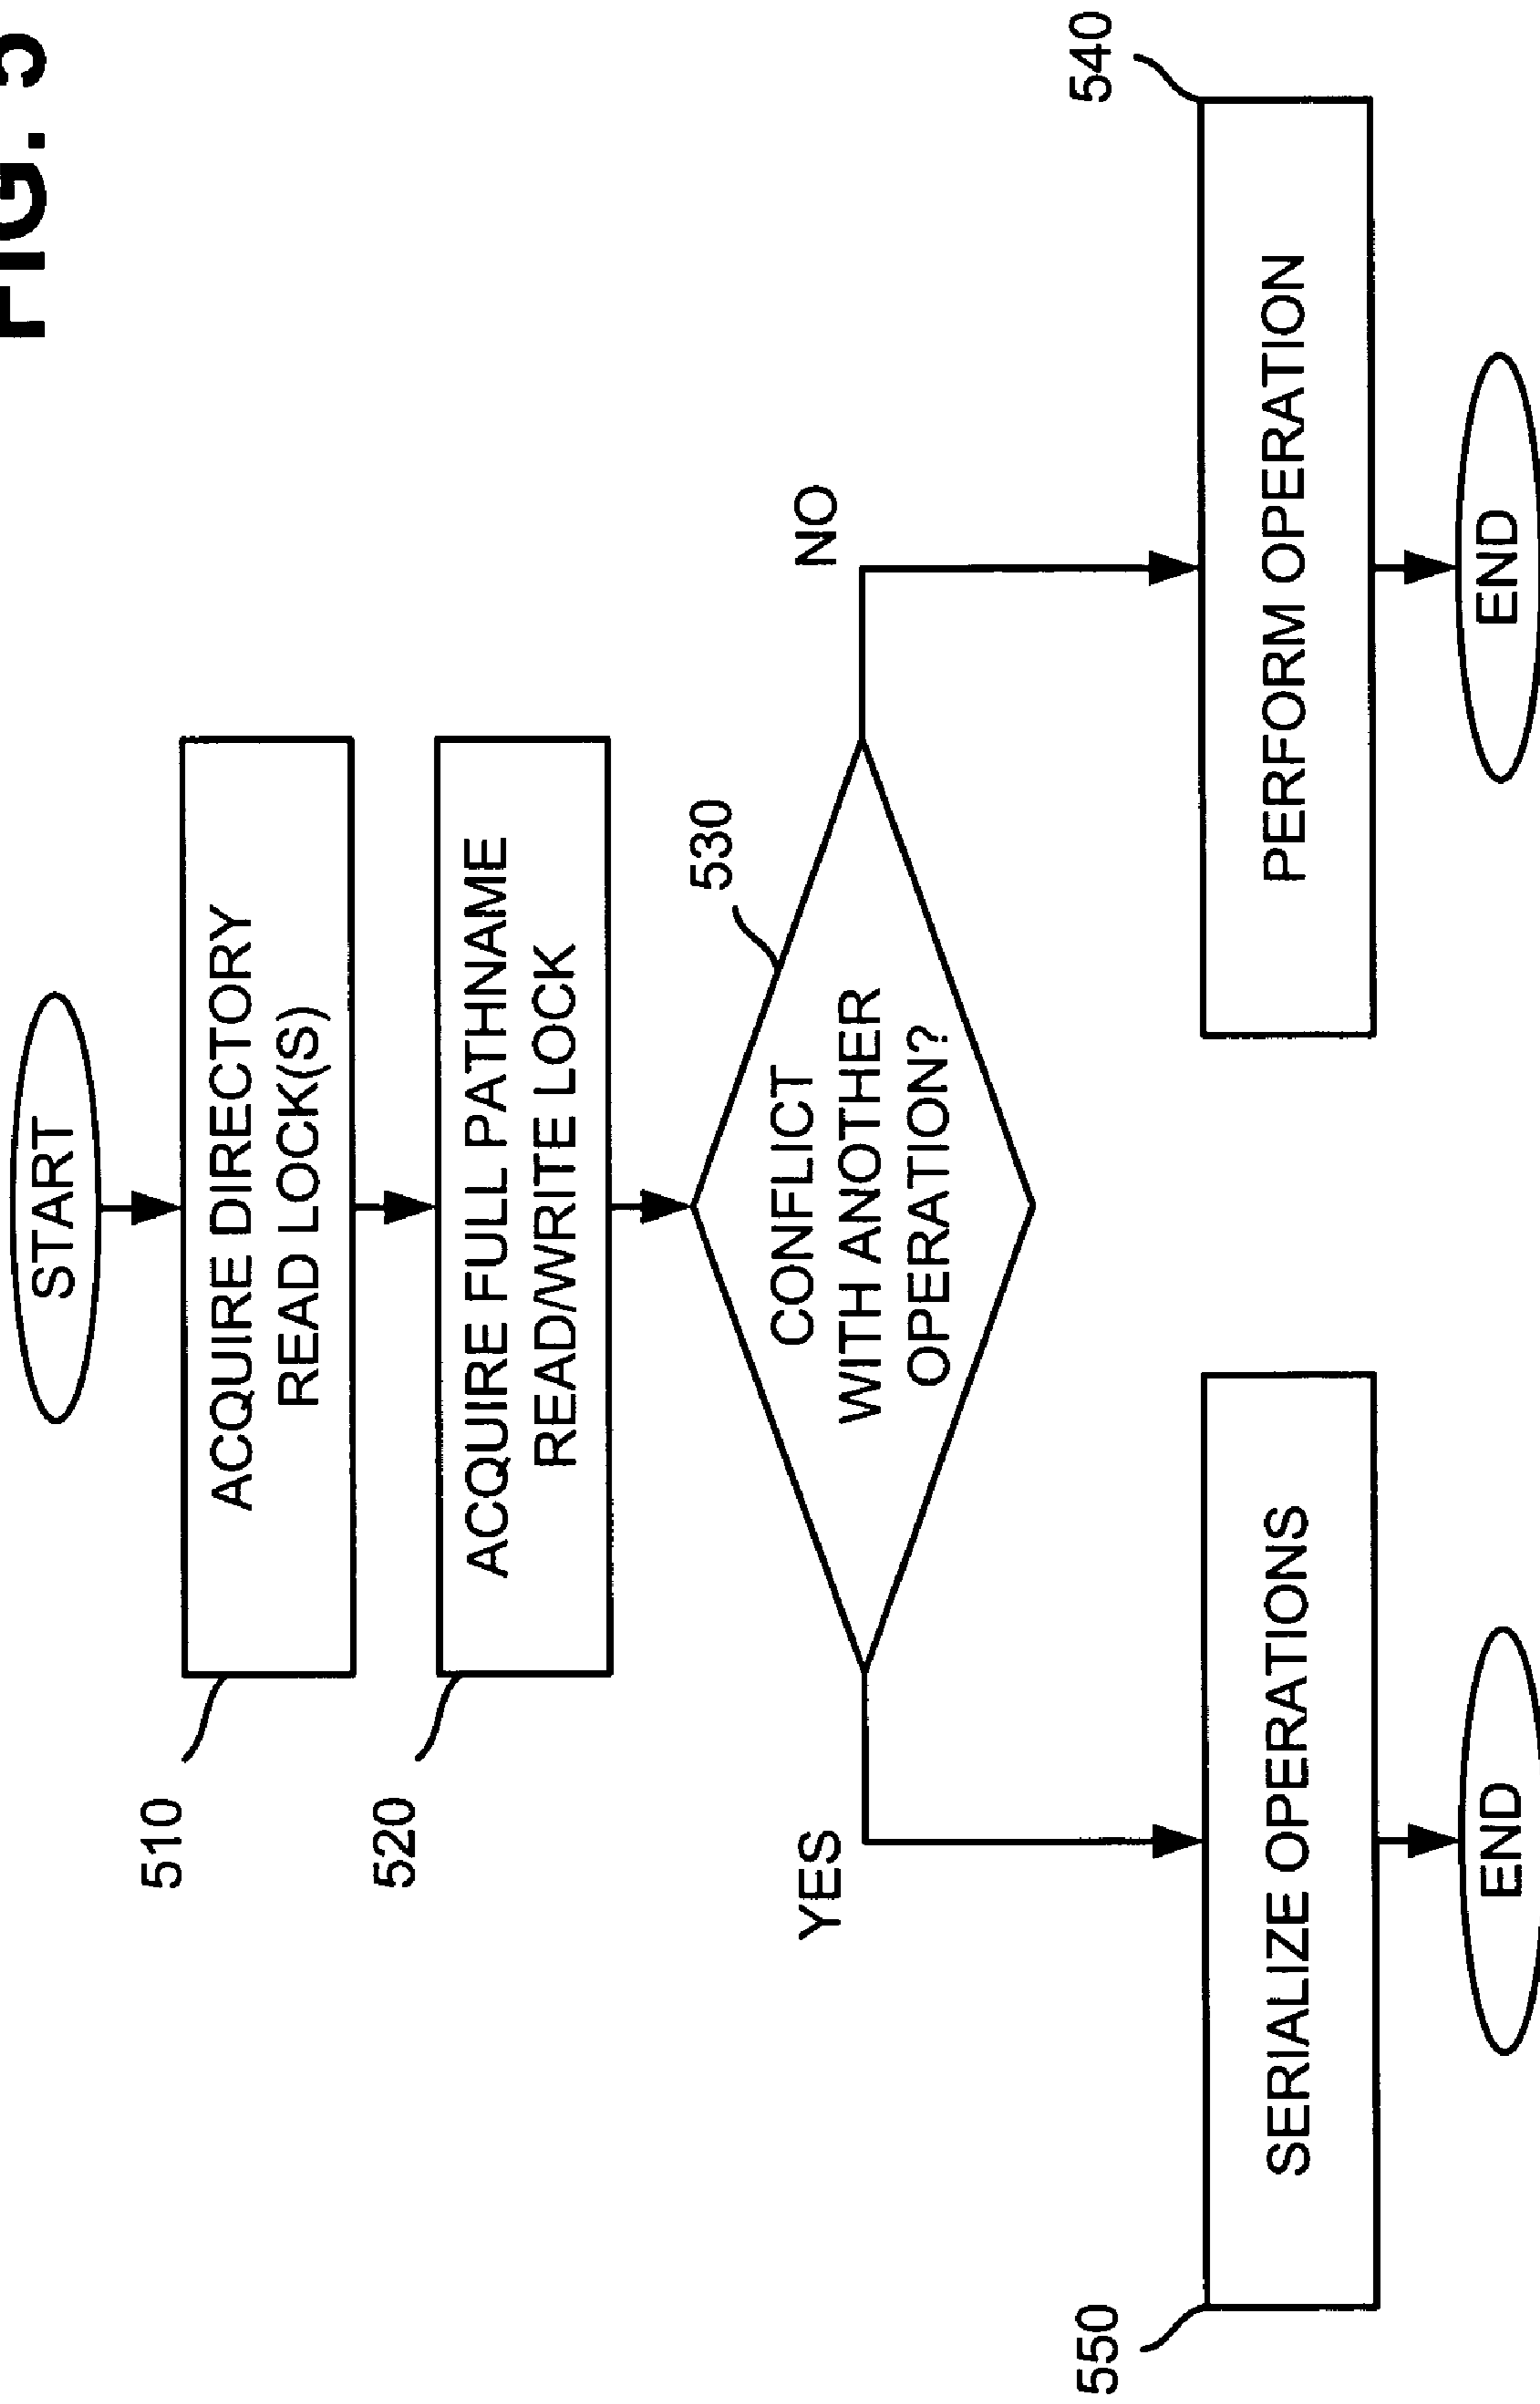 FIG. 5
START
510
ACQUIRE DIRECTORY
READ LOCK(S)
520
ACQUIRE FULL PATHNAME
READ/WRITE LOCK
530
CONFLICT
WITH ANOTHER
OPERATION?
YES
NO
550
SERIALIZE OPERATIONS
540
PERFORM OPERATION
END
END